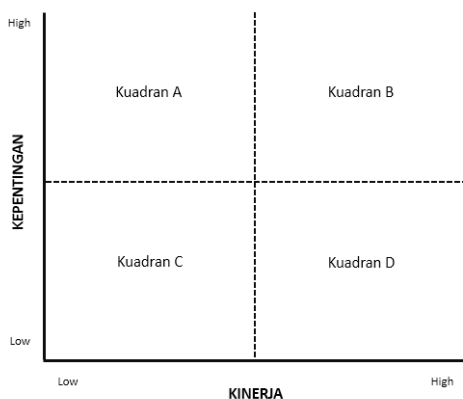 High
Kuadran A
Kuadran B
KEPENTINGAN
Kuadran C
Kuadran D
Low
Low
High
KINERJA